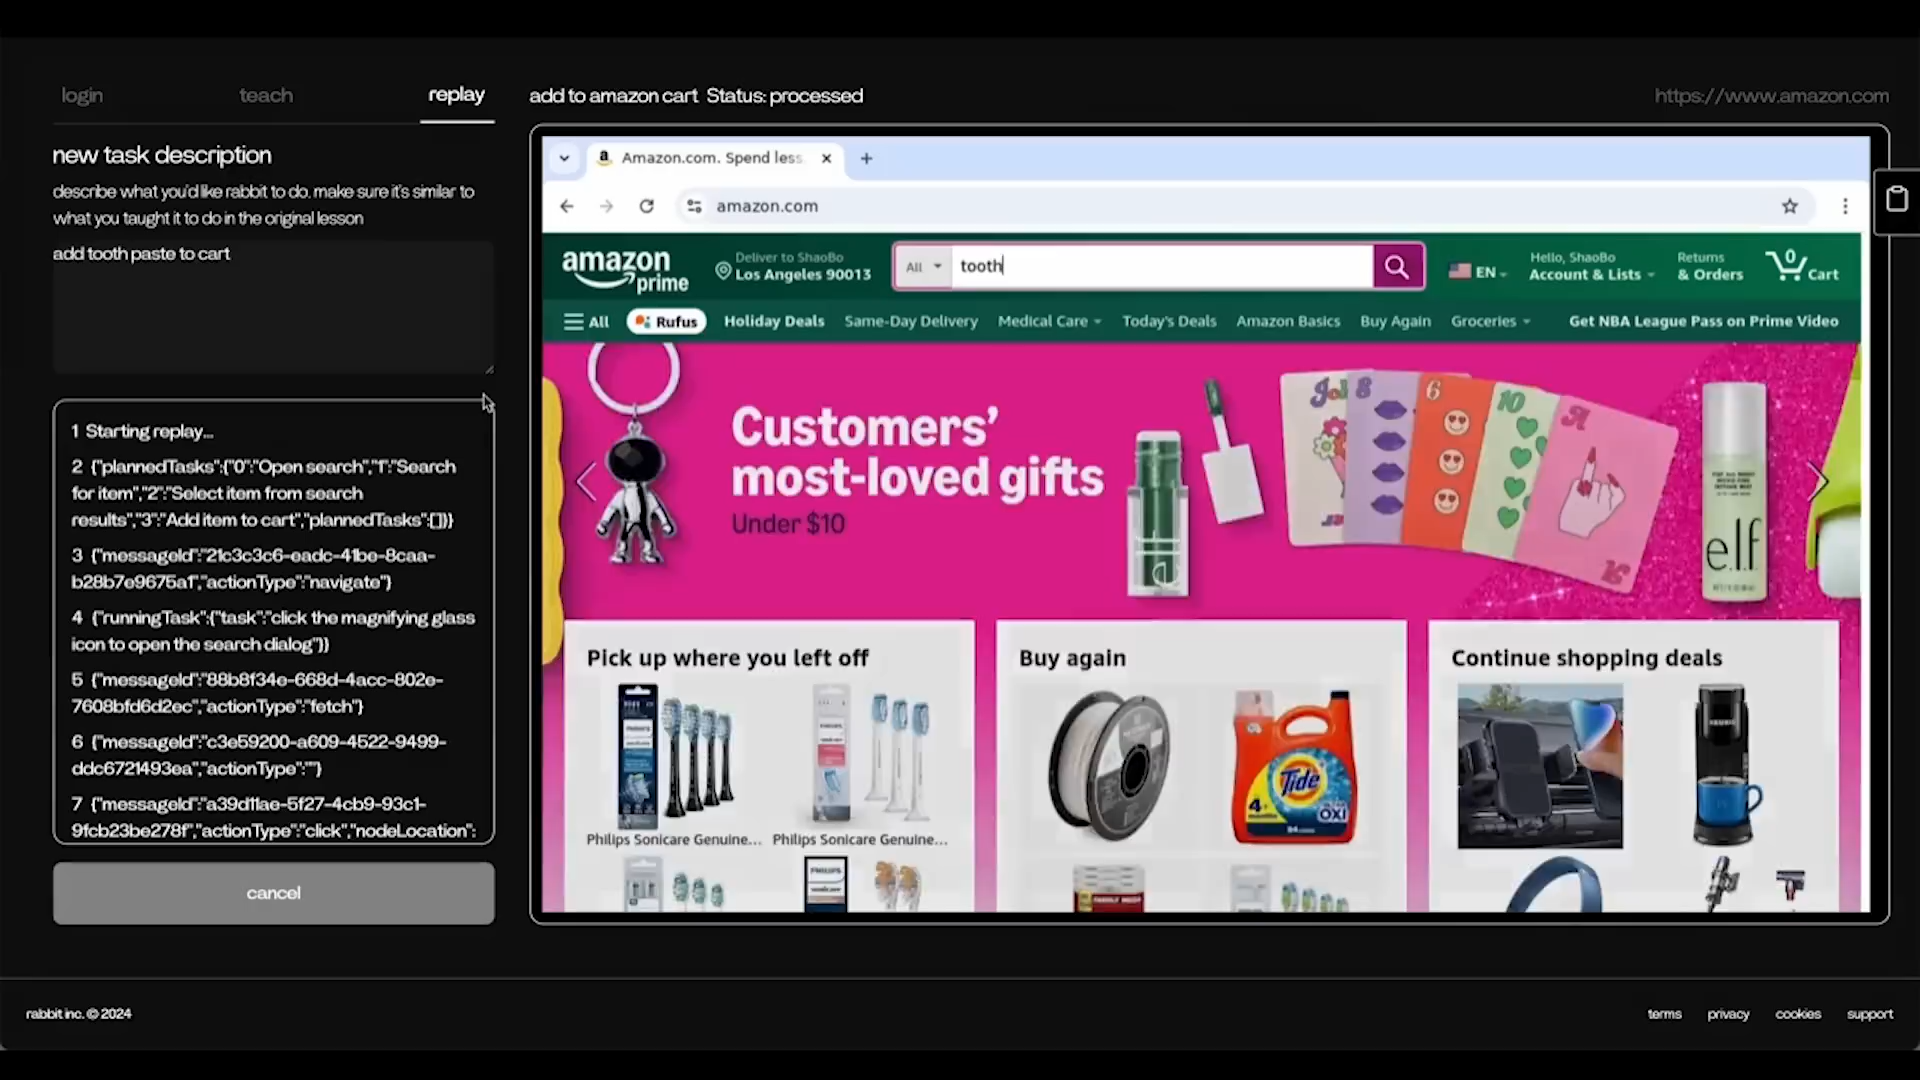 login
teach
replay
add to amazon cart Status: processed
https://www.amazon.com
new task description
describe what you'd like rabbit to do. make sure it's similar to
what you taught it to do in the original lesson
add tooth paste to cart
1 Starting replay...
2 {"plannedTasks":{"0":"Open search","1":"Search
for item","2":"Select item from search
results","3":"Add item to cart","plannedTasks":[]}}
3 {"messageId":"21c3c3c6-eadc-41be-8caa-
b28b7e9675a1","actionType":"navigate"}
4 {"runningTask":{"task":"click the magnifying glass
icon to open the search dialog"}}
5 {"messageId":"88b8f34e-668d-4acc-802e-
7608bfd6d2ec","actionType":"fetch"}
6 {"messageId":"c3e59200-a609-4522-9499-
ddc6721493ea","actionType":""}
7 {"messageId":"a39d11ae-5f27-4cb9-93c1-
9fcb23be278f","actionType":"click","nodeLocation":
cancel
Amazon.com. Spend less
amazon.com
amazon
prime
Deliver to ShaoBo
Los Angeles 90013
All
tooth
EN
Hello, ShaoBo
Account & Lists
Returns
& Orders
0
Cart
All
Rufus
Holiday Deals
Same-Day Delivery
Medical Care
Today's Deals
Amazon Basics
Buy Again
Groceries
Get NBA League Pass on Prime Video
Customers'
most-loved gifts
Under $10
8
6
10
A
elf
e.l.f.
Pick up where you left off
Buy again
Continue shopping deals
Philips Sonicare Genuine...
Philips Sonicare Genuine...
Tide
OXI
PHILIPS
FAMILY
rabbit inc. © 2024
terms
privacy
cookies
support